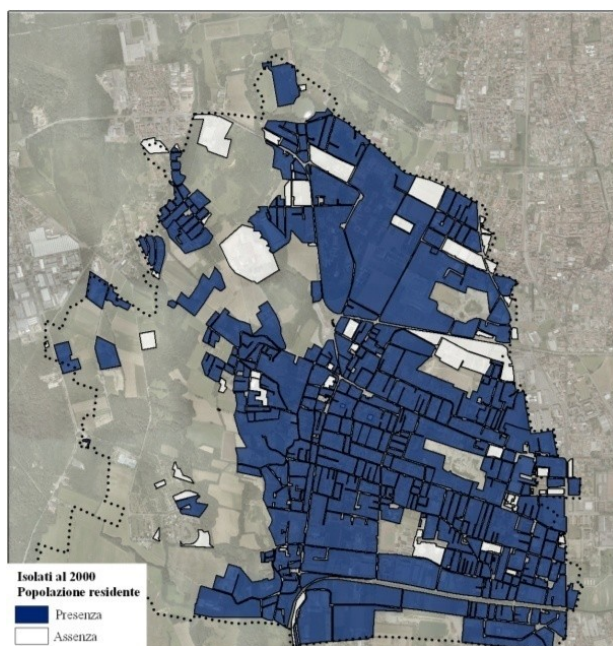 Isolati al 2000
Popolazione residente
Presenza
Assenza